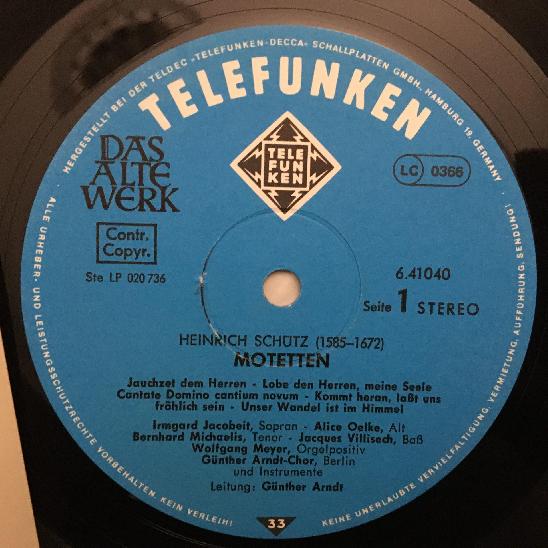 HERGESTELLT BEI DER TELDEC »TELEFUNKEN-DECCA« SCHALLPLATTEN GMBH, HAMBURG 19, GERMANY
TELEFUNKEN
DAS
ALTE
WERK
TELE
FUN
KEN
LC 0366
Contr.
Copyr.
Ste LP 020 736
6.41040
Seite 1 STEREO
HEINRICH SCHÜTZ (1585–1672)
MOTETTEN
Jauchzet dem Herren - Lobe den Herren, meine Seele
Cantate Domino cantium novum - Kommt heran, laßt uns
fröhlich sein - Unser Wandel ist im Himmel
Irmgard Jacobeit, Sopran - Alice Oelke, Alt
Bernhard Michaelis, Tenor - Jacques Villisech, Baß
Wolfgang Meyer, Orgelpositiv
Günther Arndt-Chor, Berlin
und Instrumente
Leitung: Günther Arndt
33
ALLE URHEBER- UND LEISTUNGSSCHUTZRECHTE VORBEHALTEN. KEIN VERLEIH!
KEINE UNERLAUBTE VERVIELFÄLTIGUNG, VERMIETUNG, AUFFÜHRUNG, SENDUNG!